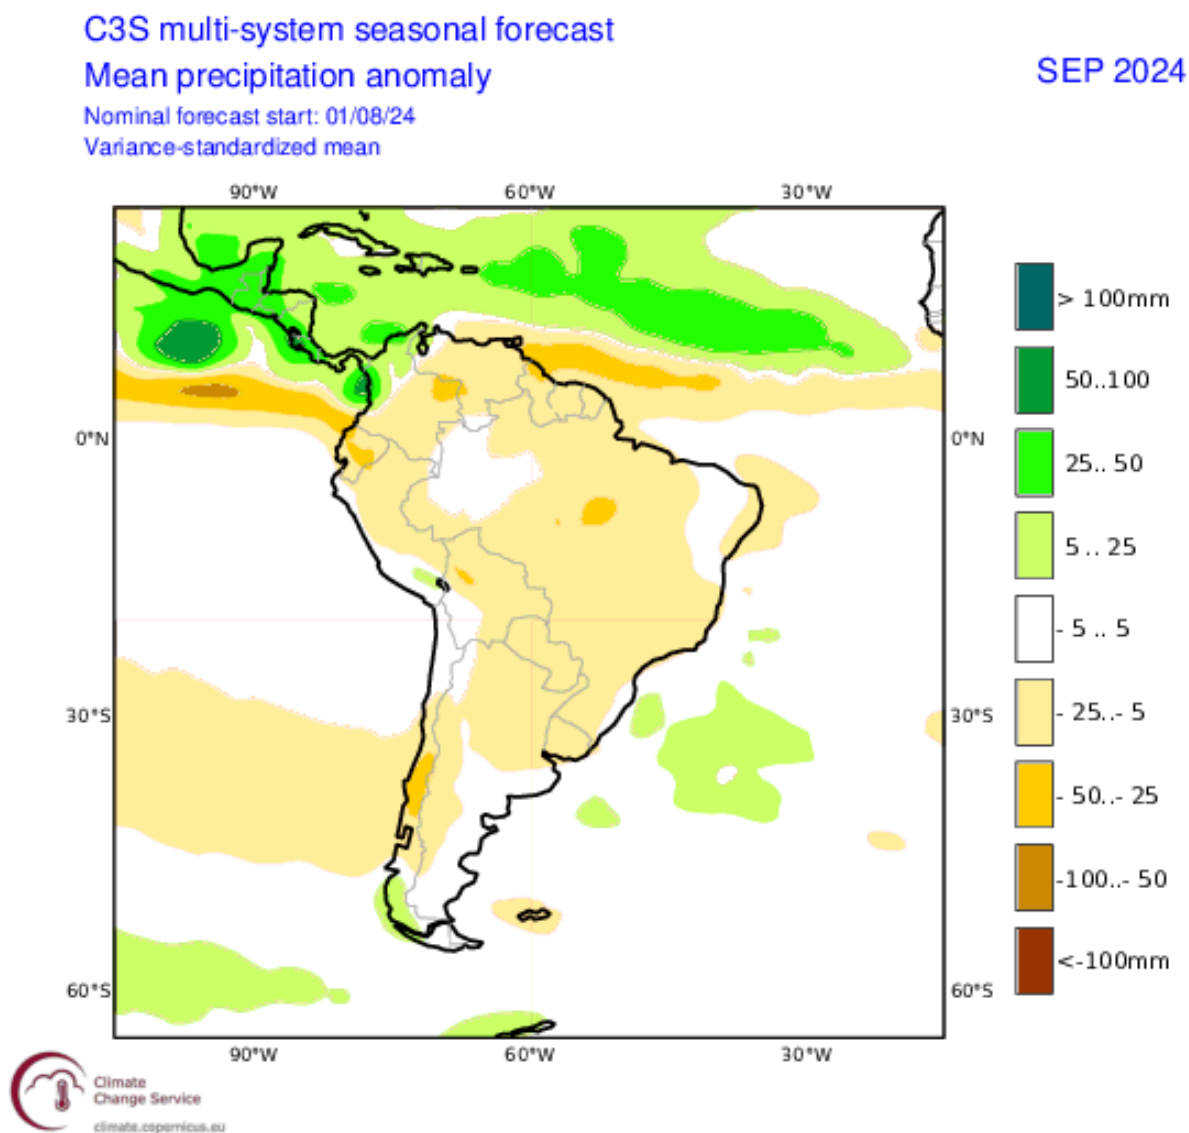 C3S multi-system seasonal forecast
Mean precipitation anomaly
SEP 2024
Nominal forecast start: 01/08/24
Variance-standardized mean
90°W 60°W 30°W
> 100mm
50..100
25.. 50
5 .. 25
- 5 .. 5
- 25..- 5
- 50..- 25
-100..- 50
<-100mm
0°N 0°N
30°S 30°S
60°S 60°S
90°W 60°W 30°W
Climate
Change Service
climate.copernicus.eu